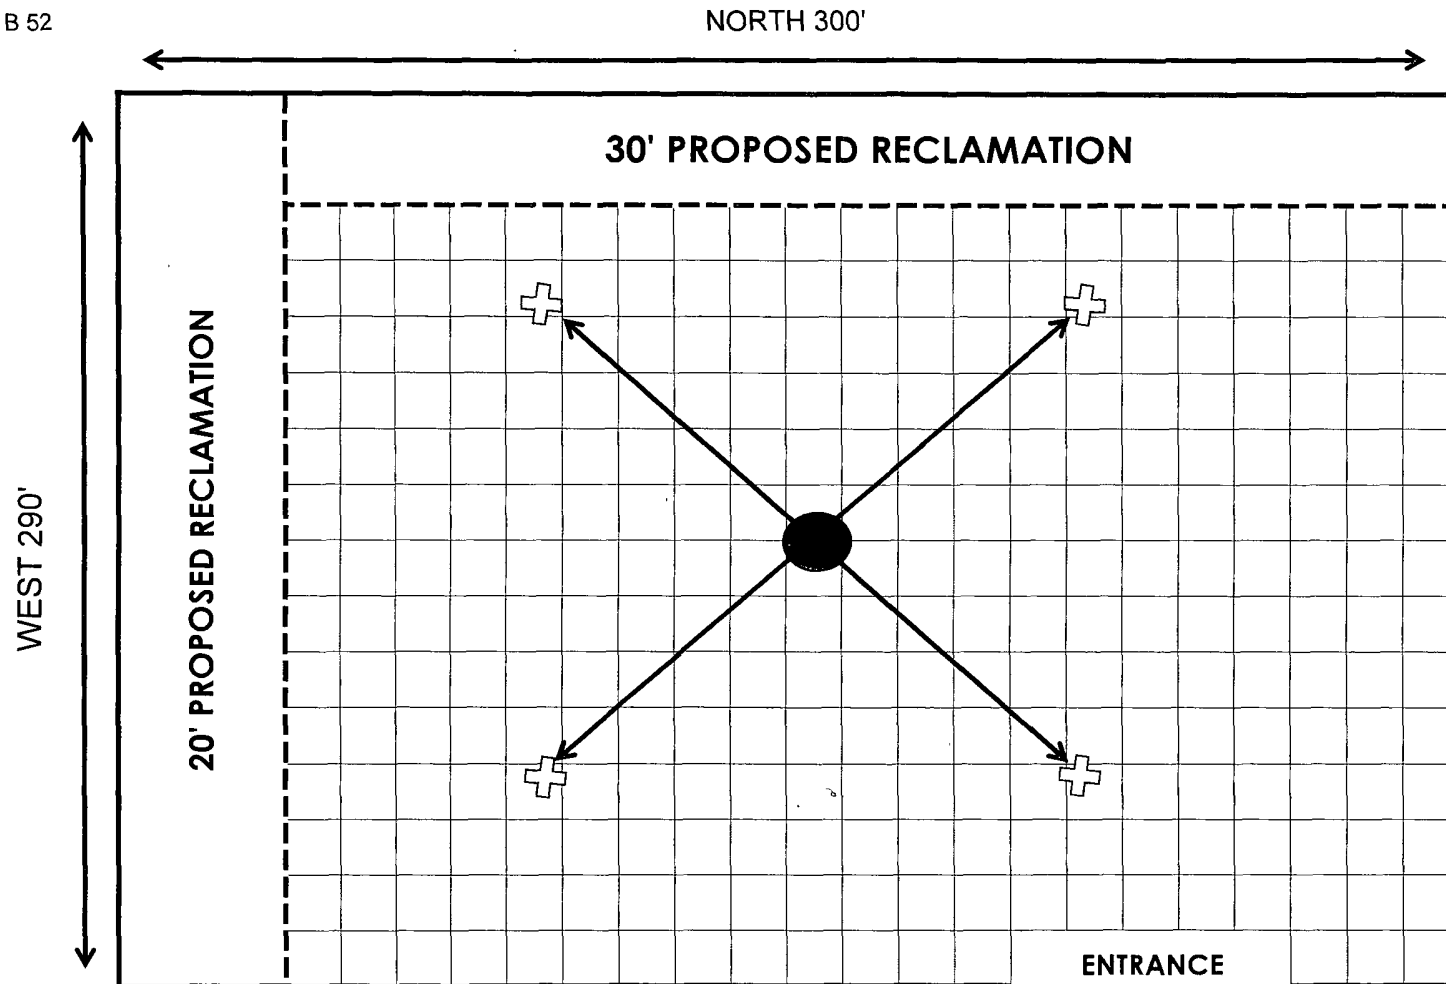 B 52
NORTH 300'
30' PROPOSED RECLAMATION
20' PROPOSED RECLAMATION
WEST 290'
ENTRANCE